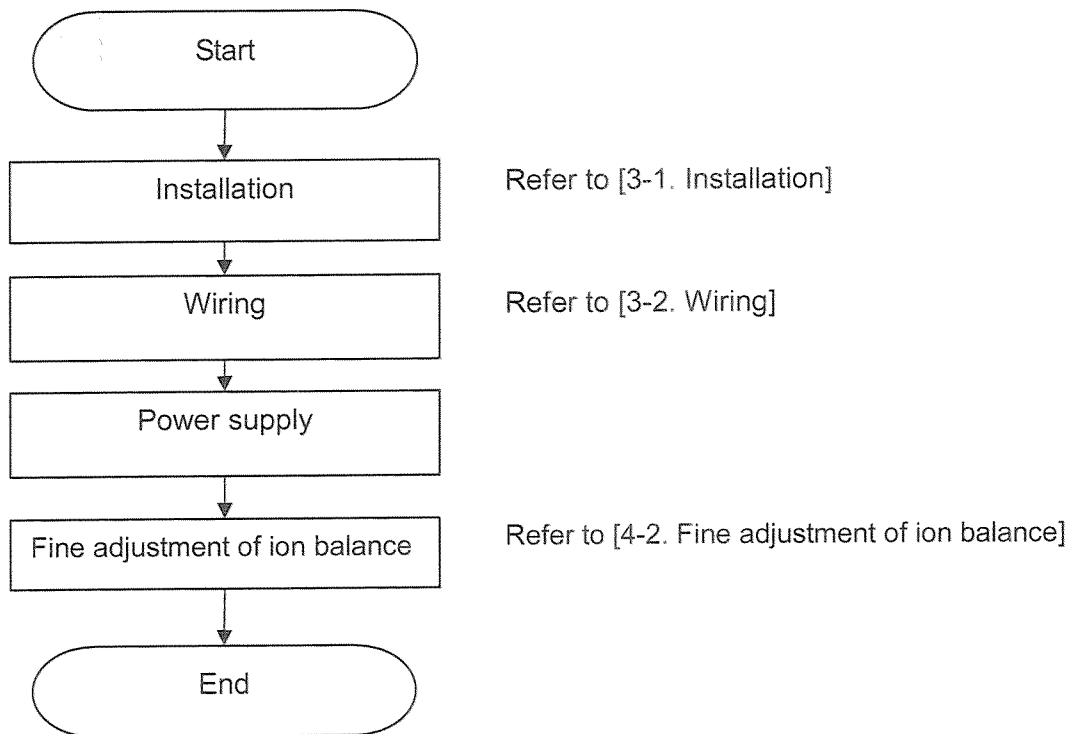 Start
Installation
Refer to [3-1. Installation]
Wiring
Refer to [3-2. Wiring]
Power supply
Fine adjustment of ion balance
Refer to [4-2. Fine adjustment of ion balance]
End